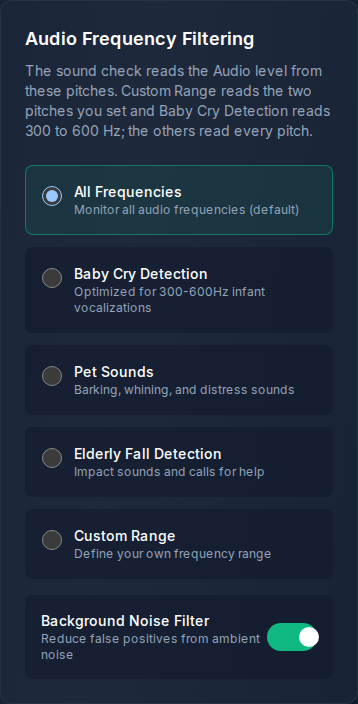 Audio Frequency Filtering
The sound check reads the Audio level from
these pitches. Custom Range reads the two
pitches you set and Baby Cry Detection reads
300 to 600 Hz; the others read every pitch.
All Frequencies
Monitor all audio frequencies (default)
Baby Cry Detection
Optimized for 300-600Hz infant
vocalizations
Pet Sounds
Barking, whining, and distress sounds
Elderly Fall Detection
Impact sounds and calls for help
Custom Range
Define your own frequency range
Background Noise Filter
Reduce false positives from ambient
noise